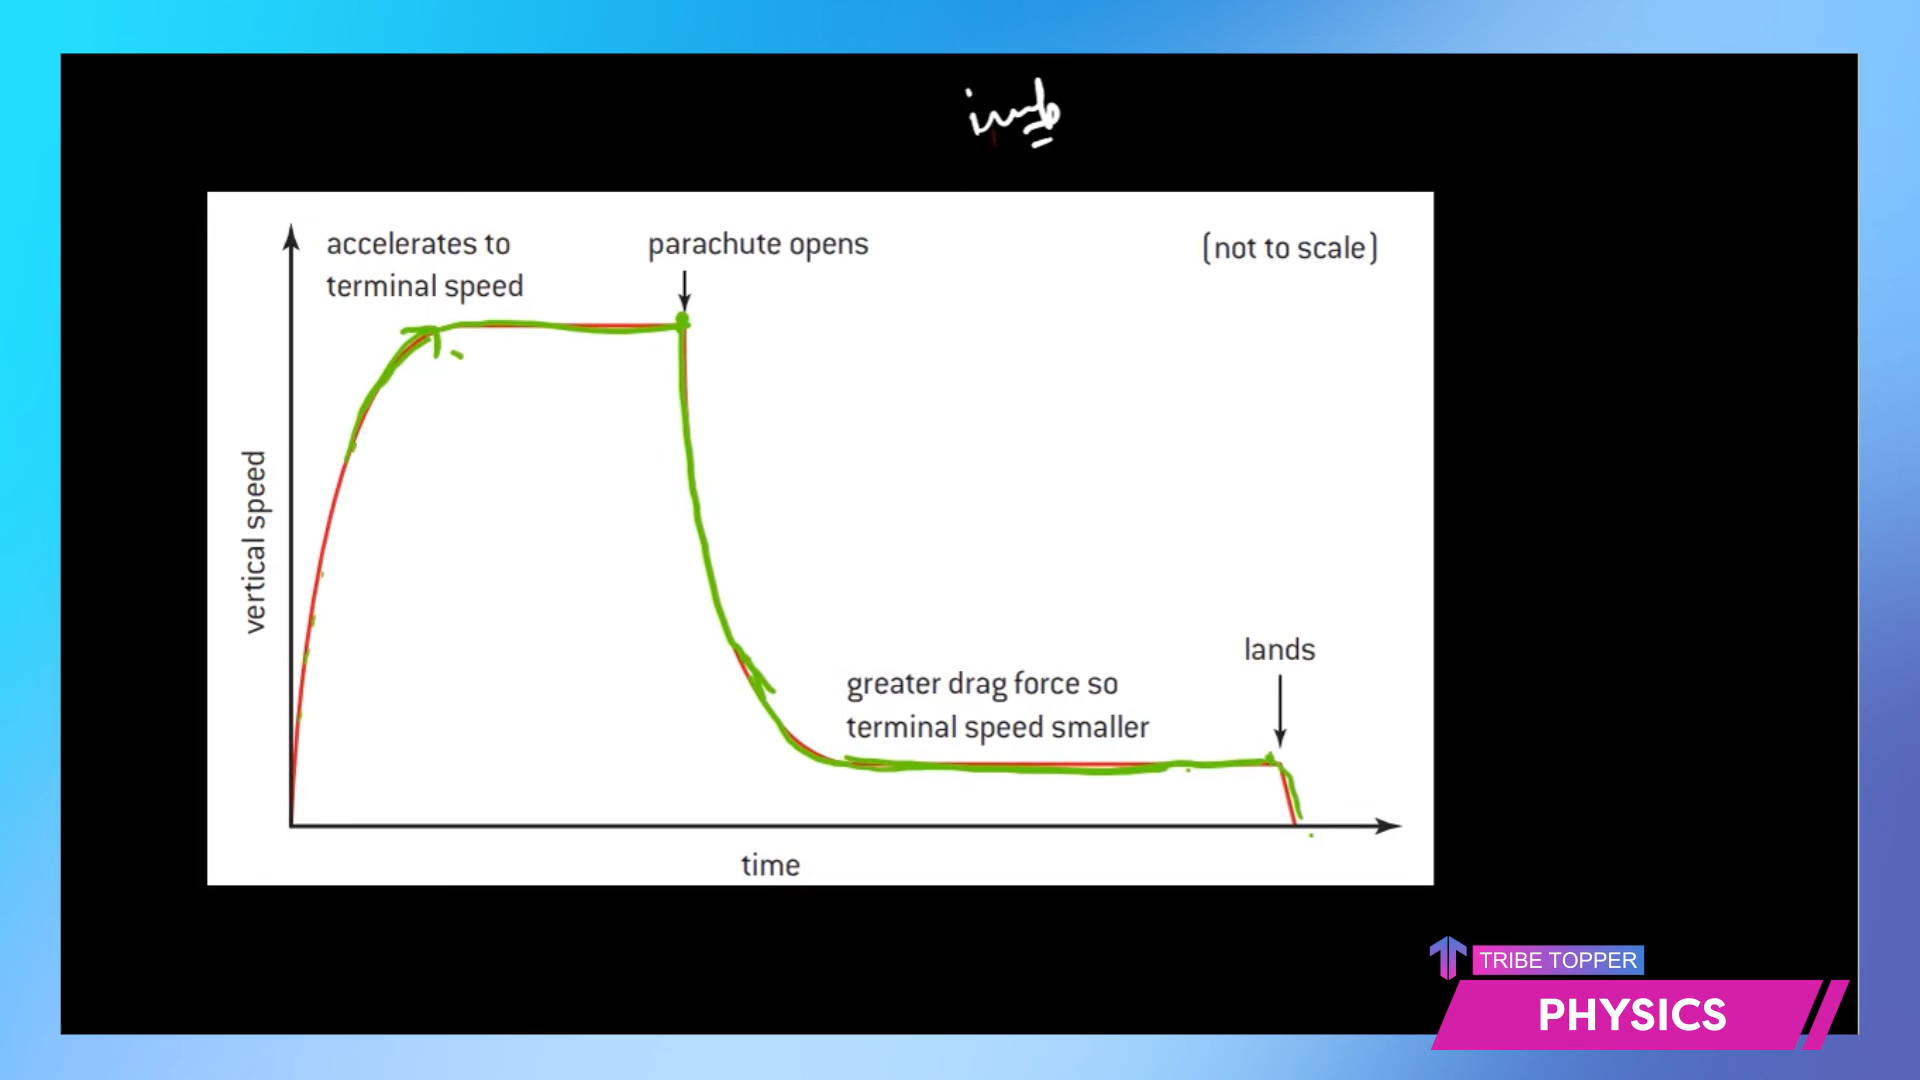 accelerates to
terminal speed
parachute opens
(not to scale)
vertical speed
lands
greater drag force so
terminal speed smaller
time
TRIBE TOPPER
PHYSICS